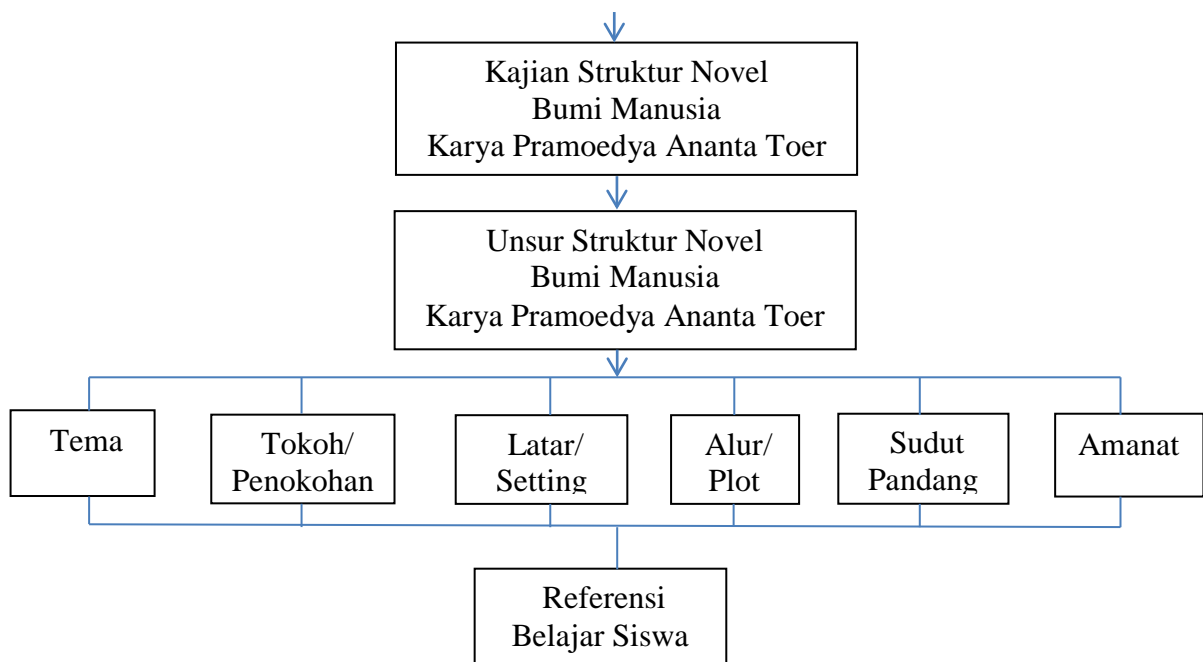 Kajian Struktur Novel
Bumi Manusia
Karya Pramoedya Ananta Toer
Unsur Struktur Novel
Bumi Manusia
Karya Pramoedya Ananta Toer
Tema
Tokoh/
Penokohan
Latar/
Setting
Alur/
Plot
Sudut
Pandang
Amanat
Referensi
Belajar Siswa